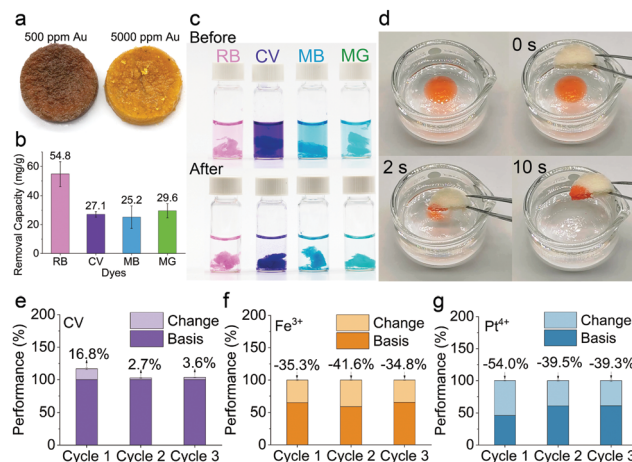 a
500 ppm Au 5000 ppm Au
b
Removal Capacity (mg/g)
60
40
20
0
54.8
27.1
25.2
29.6
RB CV MB MG
Dyes
c
Before
RB CV MB MG
After
d
0 s
2 s
10 s
e
Performance (%)
200
150
100
50
0
CV
Change
Basis
16.8%
2.7%
3.6%
Cycle 1 Cycle 2 Cycle 3
f
Performance (%)
200
150
100
50
0
Fe³⁺
Change
Basis
-35.3%
-41.6%
-34.8%
Cycle 1 Cycle 2 Cycle 3
g
Performance (%)
200
150
100
50
0
Pt⁴⁺
Change
Basis
-54.0%
-39.5%
-39.3%
Cycle 1 Cycle 2 Cycle 3